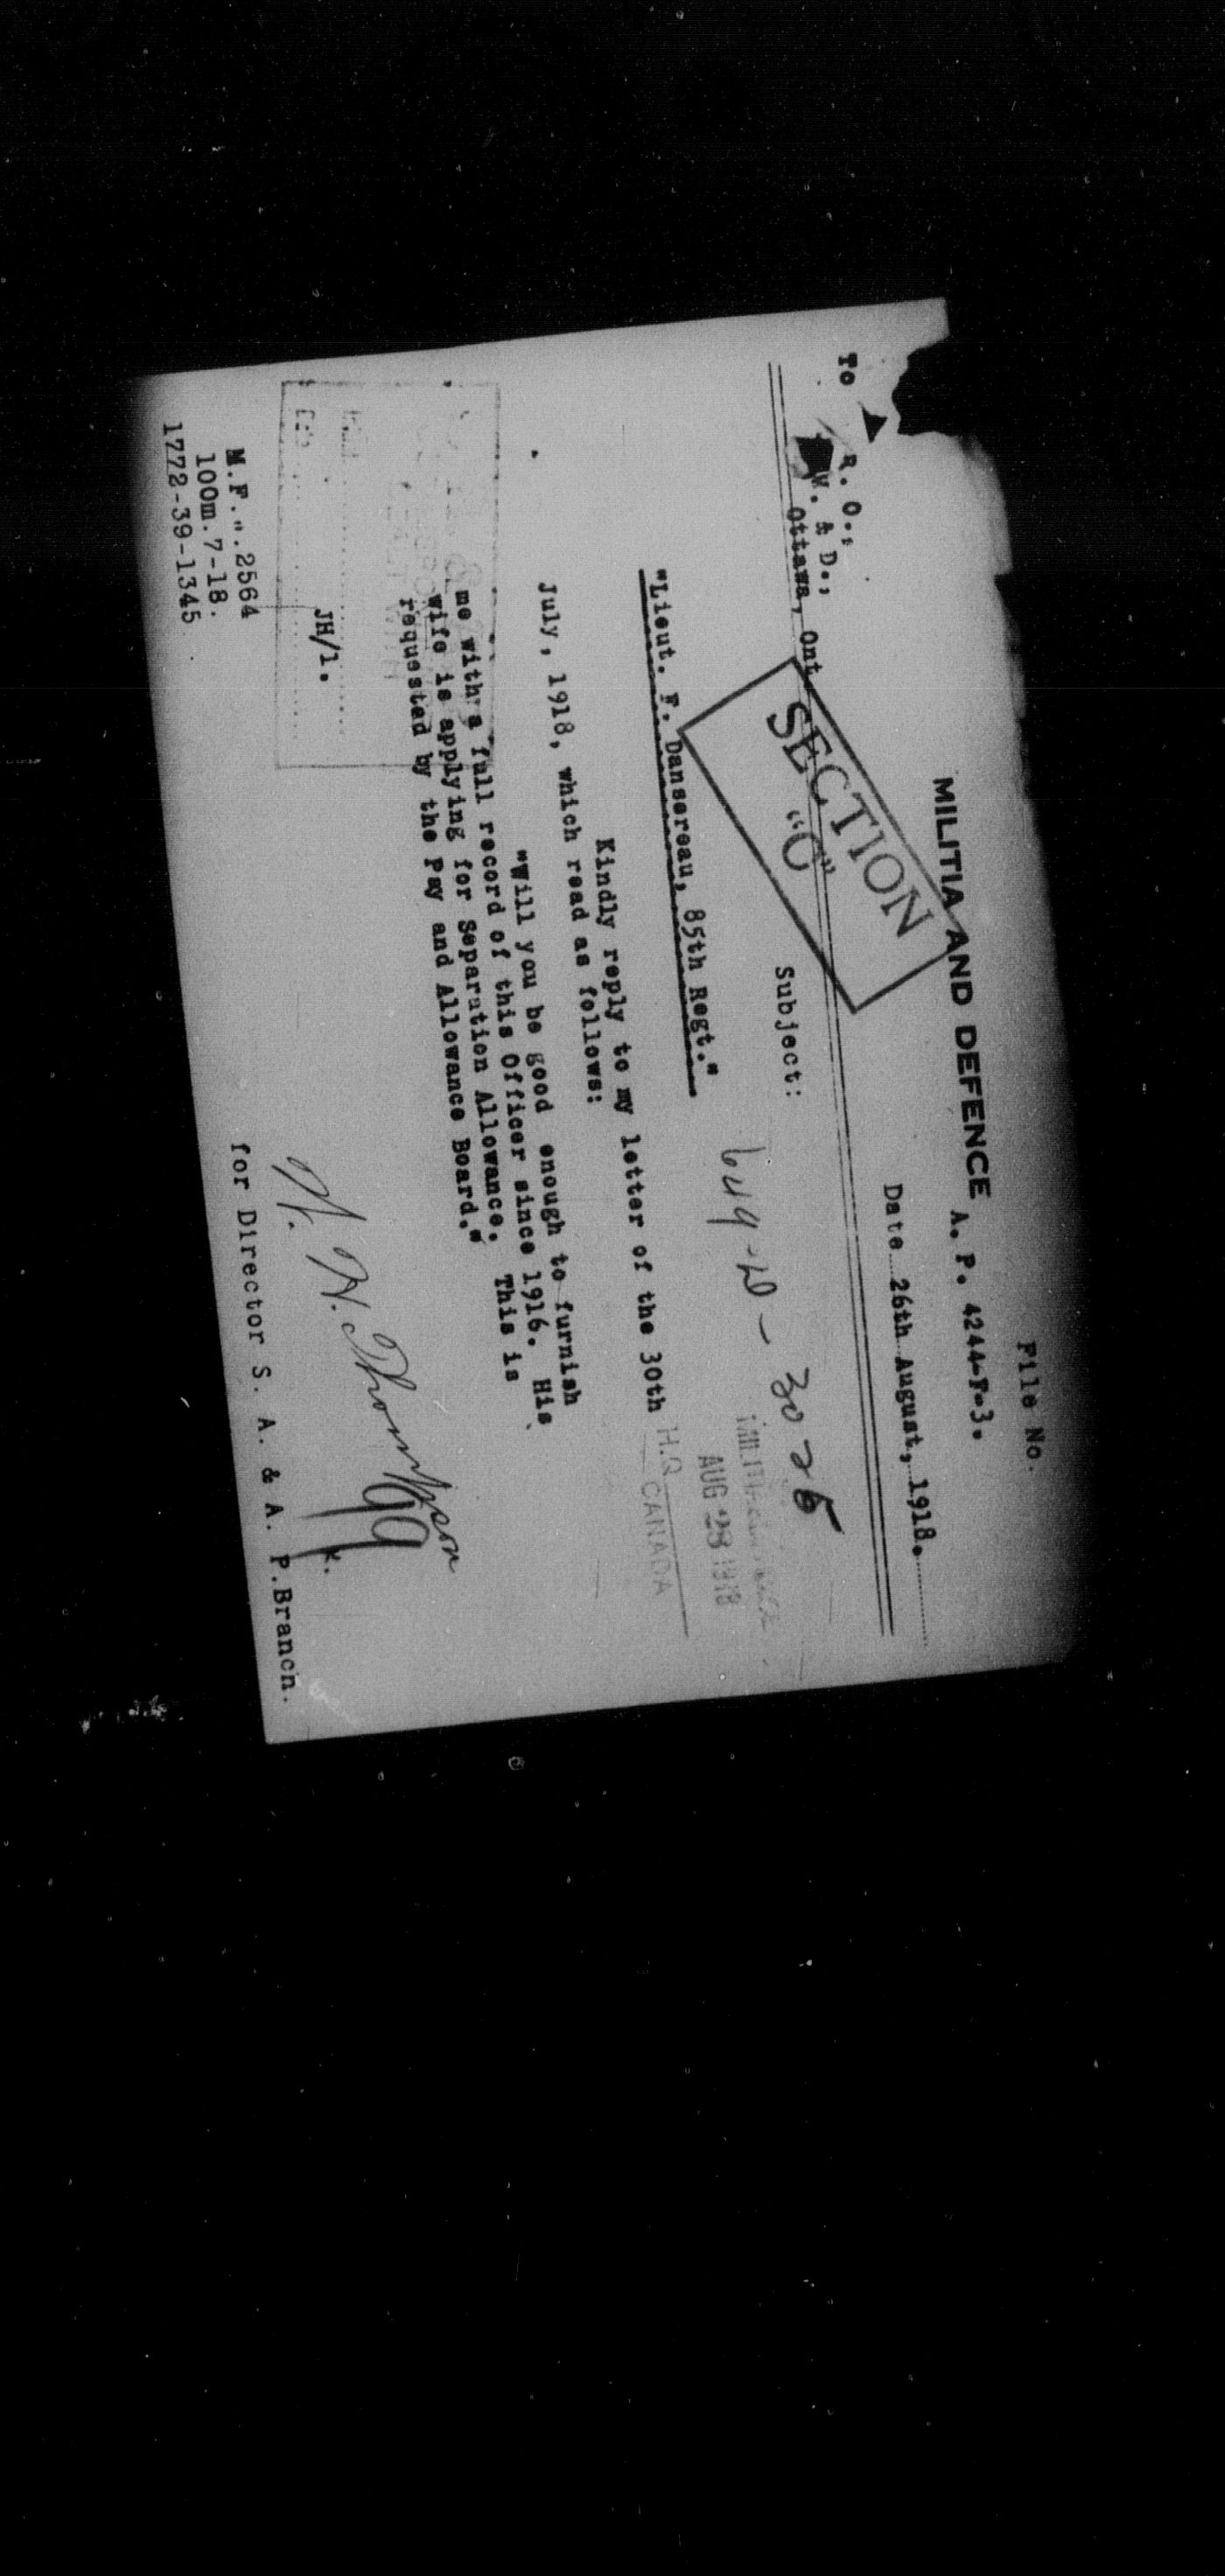 File No.
MILITIA AND DEFENCE A. P. 4244-F-3.
Date 26th August, 1918.
To R. O.,
M. & D.,
Ottawa, Ont
SECTION
"C"
Subject:
649-D-3025
"Lieut. F. Dansereau, 85th Regt."
AUG 28 1918
H.Q. CANADA
Kindly reply to my letter of the 30th
July, 1918, which read as follows:
"Will you be good enough to furnish
me with a full record of this Officer since 1916. His
wife is applying for Separation Allowance. This is
requested by the Pay and Allowance Board."
W. H. Thompson
99
K.
JH/1.
for Director S. A. & A. P.Branch.
M.F.".2564
100m.7-18.
1772-39-1345